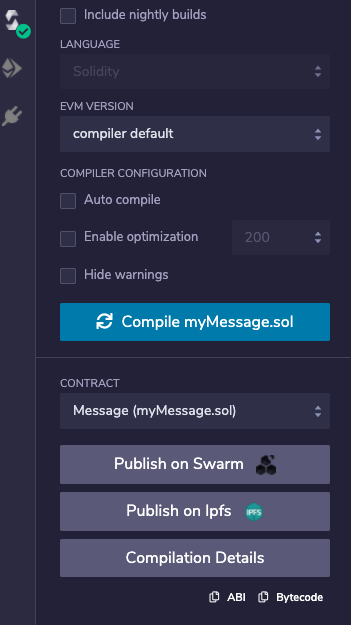 Include nightly builds
LANGUAGE
Solidity
EVM VERSION
compiler default
COMPILER CONFIGURATION
Auto compile
Enable optimization 200
Hide warnings
Compile myMessage.sol
CONTRACT
Message (myMessage.sol)
Publish on Swarm
Publish on Ipfs IPFS
Compilation Details
ABI Bytecode